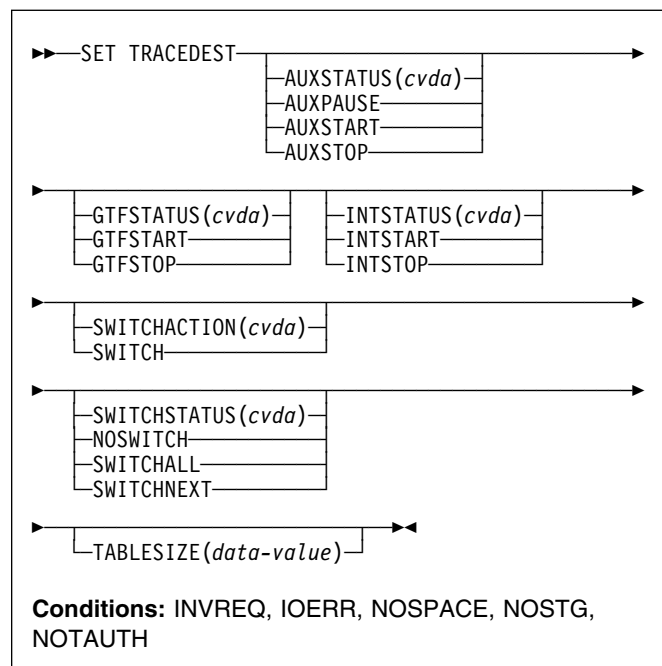 SET TRACEDEST
AUXSTATUS(cvda)
AUXPAUSE
AUXSTART
AUXSTOP
GTFSTATUS(cvda) INTSTATUS(cvda)
GTFSTART INTSTART
GTFSTOP INTSTOP
SWITCHACTION(cvda)
SWITCH
SWITCHSTATUS(cvda)
NOSWITCH
SWITCHALL
SWITCHNEXT
TABLESIZE(data-value)
Conditions: INVREQ, IOERR, NOSPACE, NOSTG,
NOTAUTH